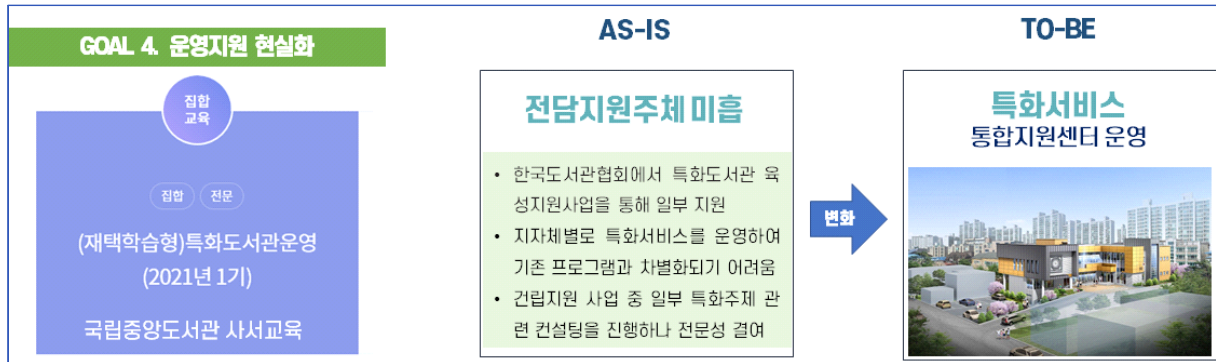 GOAL 4. 운영지원 현실화
집합
교육
집합 전문
(재택학습형)특화도서관운영
(2021년 1기)
국립중앙도서관 사서교육
AS-IS
전담지원주체 미흡
• 한국도서관협회에서 특화도서관 육
성지원사업을 통해 일부 지원
• 지자체별로 특화서비스를 운영하여
기존 프로그램과 차별화되기 어려움
• 건립지원 사업 중 일부 특화주제 관
련 컨설팅을 진행하나 전문성 결여
변화
TO-BE
특화서비스
통합지원센터 운영